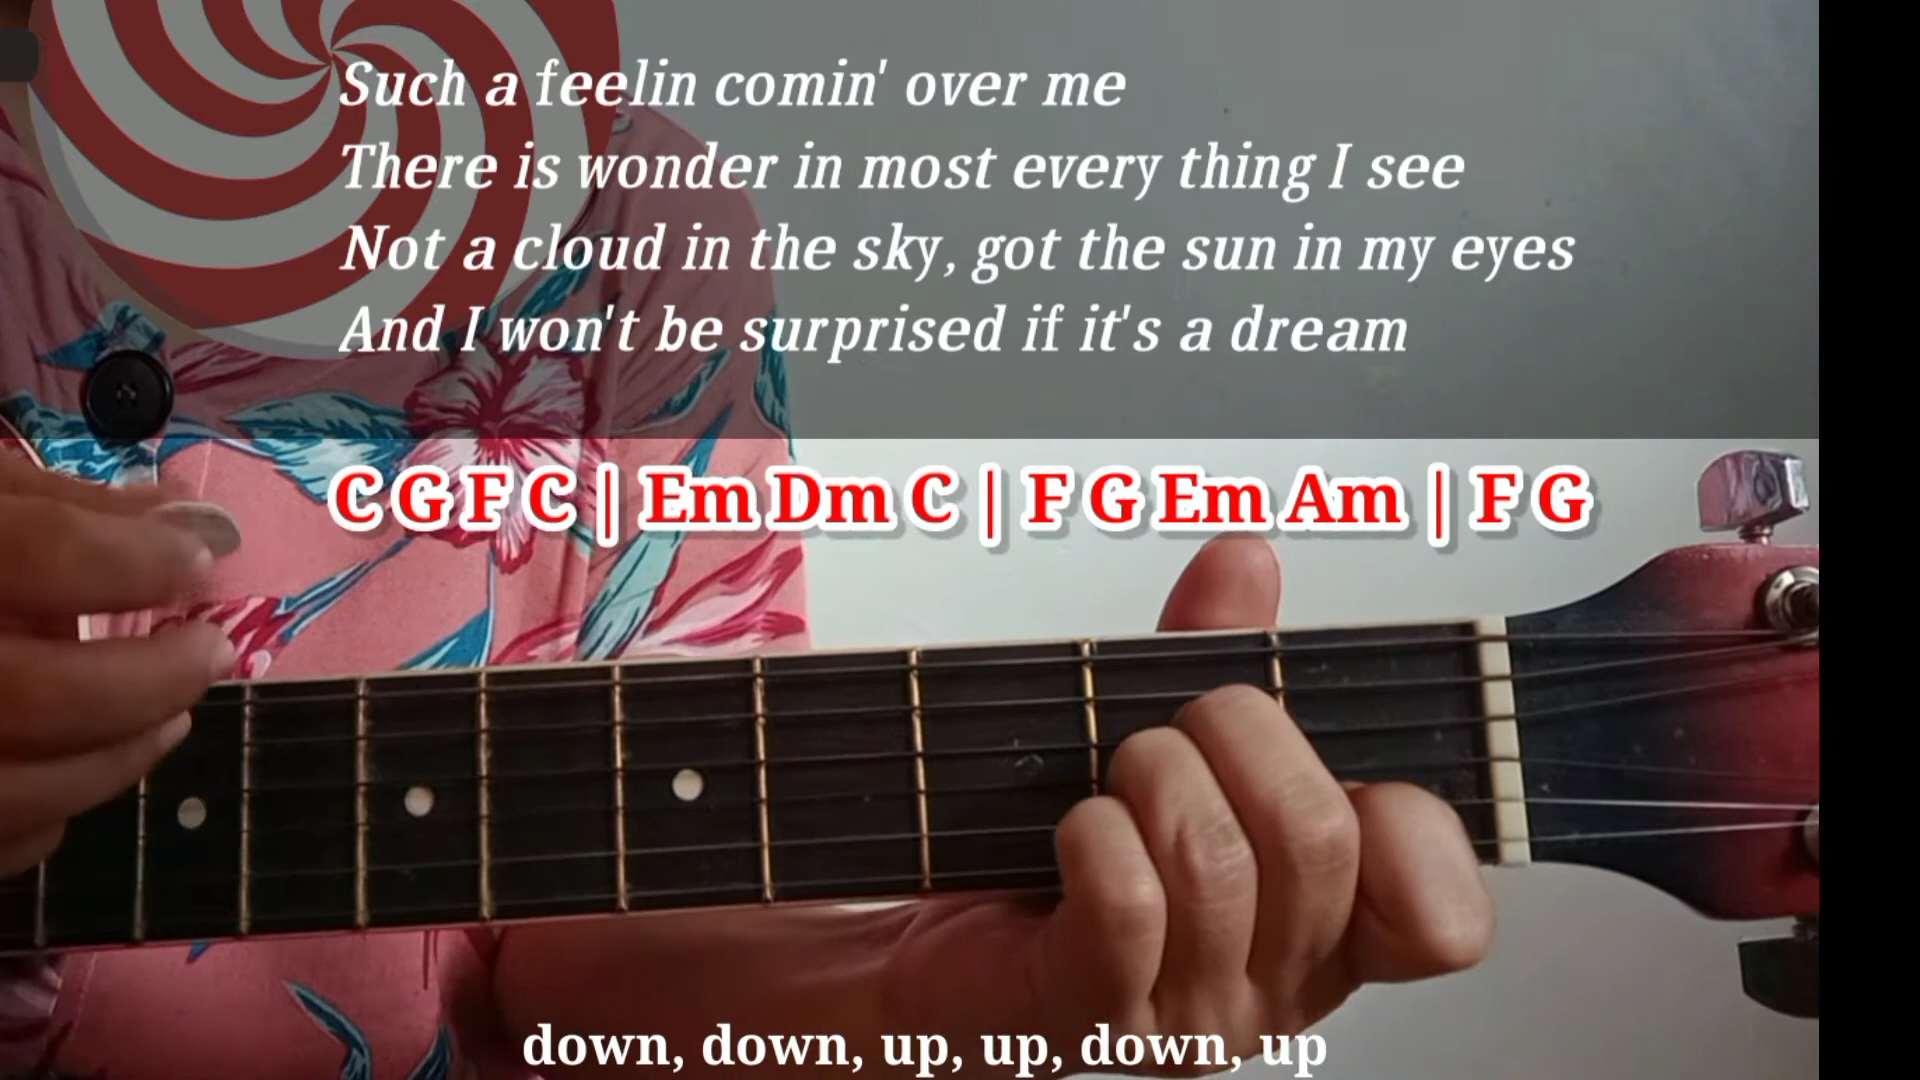 Such a feelin comin' over me
There is wonder in most every thing I see
Not a cloud in the sky, got the sun in my eyes
And I won't be surprised if it's a dream
C G F C | Em Dm C | F G Em Am | F G
down, down, up, up, down, up